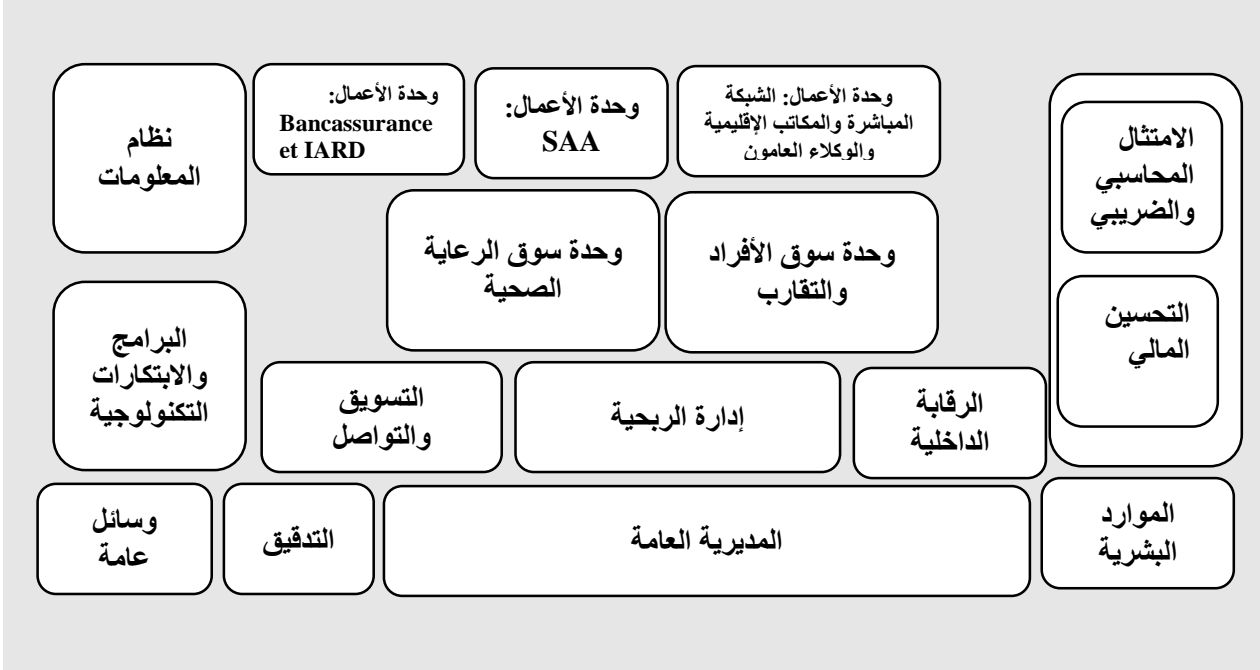 وحدة الأعمال: الشبكة
المباشرة والمكاتب الإقليمية
والوكلاء العامون
وحدة الأعمال:
SAA
وحدة الأعمال:
Bancassurance
et IARD
نظام
المعلومات
الامتثال
المحاسبي
والضريبي
وحدة سوق الأفراد
والتقارب
وحدة سوق الرعاية
الصحية
التحسين
المالي
البرامج
والابتكارات
التكنولوجية
الرقابة
الداخلية
إدارة الربحية
التسويق
والتواصل
الموارد
البشرية
المديرية العامة
التدقيق
وسائل
عامة